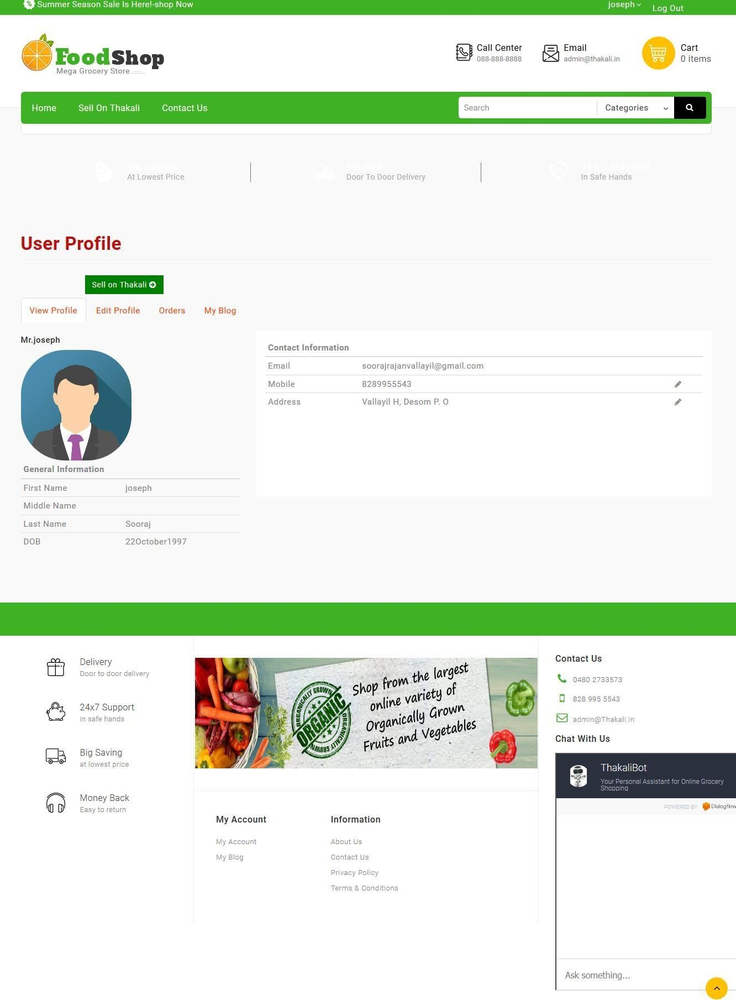 Summer Season Sale Is Here!-shop Now
joseph
Log Out
FoodShop
Mega Grocery Store
Call Center
088-888-8888
Email
admin@thakali.in
Cart
0 items
Home
Sell On Thakali
Contact Us
Search
Categories
BIG SAVING
At Lowest Price
DELIVER
Door To Door Delivery
24 X 7 SUPPORT
In Safe Hands
User Profile
Sell on Thakali
View Profile
Edit Profile
Orders
My Blog
Mr.joseph
General Information
First Name joseph
Middle Name
Last Name Sooraj
DOB 22October1997
Contact Information
Email soorajrajanvallayil@gmail.com
Mobile 8289955543
Address Vallayil H, Desom P. O
Delivery
Door to door delivery
24x7 Support
in safe hands
Big Saving
at lowest price
Money Back
Easy to return
ORGANICALLY GROWN
ORGANIC
ORGANICALLY GROWN
Shop from the largest
online variety of
Organically Grown
Fruits and Vegetables
My Account
My Account
My Blog
Information
About Us
Contact Us
Privacy Policy
Terms & Conditions
Contact Us
0480 2733573
828 995 5543
admin@Thakali.in
Chat With Us
ThakaliBot
Your Personal Assistant for Online Grocery
Shopping
POWERED BY Dialogflow
Ask something...